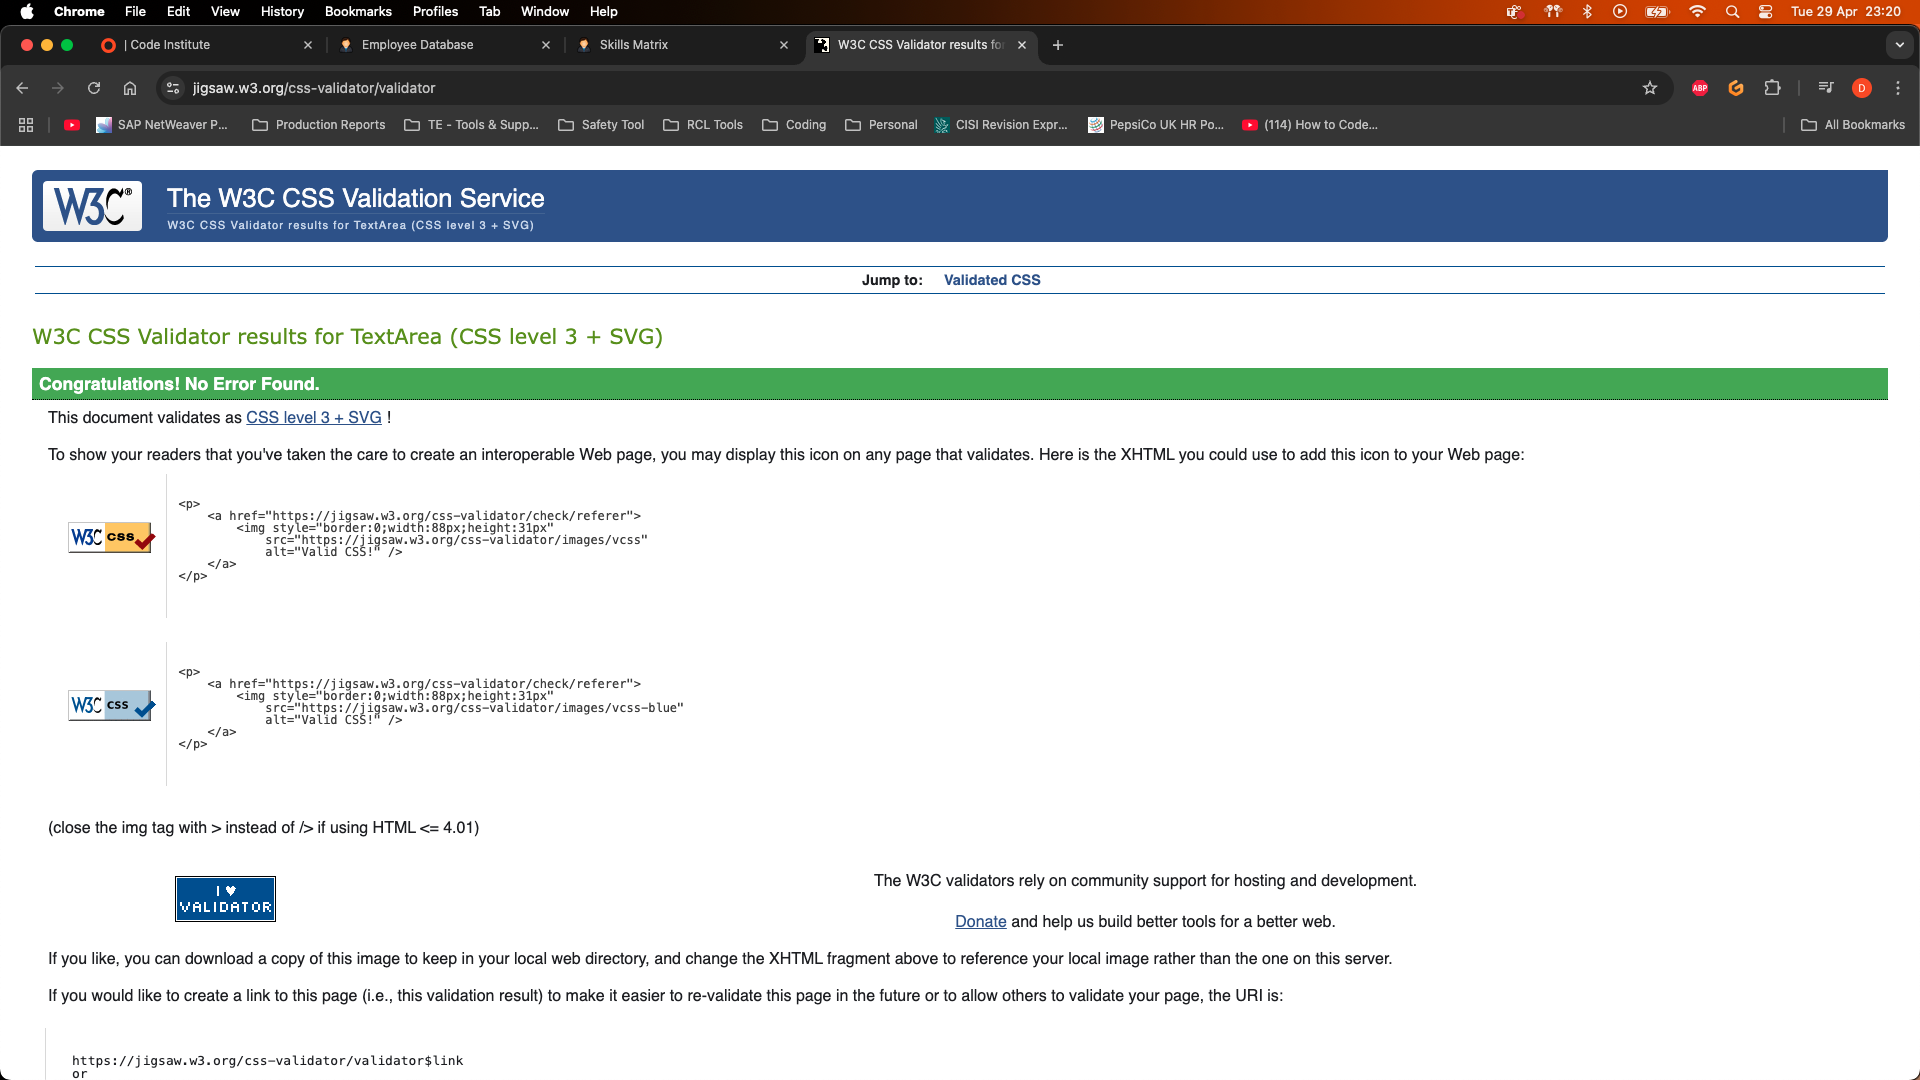 Chrome File Edit View History Bookmarks Profiles Tab Window Help Tue 29 Apr 23:20
| Code Institute Employee Database Skills Matrix W3C CSS Validator results fo
jigsaw.w3.org/css-validator/validator ABP D
SAP NetWeaver P... Production Reports TE - Tools & Supp... Safety Tool RCL Tools Coding Personal CISI Revision Expr... PepsiCo UK HR Po... (114) How to Code... All Bookmarks
W3C® The W3C CSS Validation Service
W3C CSS Validator results for TextArea (CSS level 3 + SVG)
Jump to: Validated CSS
W3C CSS Validator results for TextArea (CSS level 3 + SVG)
Congratulations! No Error Found.
This document validates as CSS level 3 + SVG !
To show your readers that you've taken the care to create an interoperable Web page, you may display this icon on any page that validates. Here is the XHTML you could use to add this icon to your Web page:
W3C css
<p>
<a href="https://jigsaw.w3.org/css-validator/check/referer">
<img style="border:0;width:88px;height:31px"
src="https://jigsaw.w3.org/css-validator/images/vcss"
alt="Valid CSS!" />
</a>
</p>
W3C css
<p>
<a href="https://jigsaw.w3.org/css-validator/check/referer">
<img style="border:0;width:88px;height:31px"
src="https://jigsaw.w3.org/css-validator/images/vcss-blue"
alt="Valid CSS!" />
</a>
</p>
(close the img tag with > instead of /> if using HTML <= 4.01)
I ♥
VALIDATOR
The W3C validators rely on community support for hosting and development.
Donate and help us build better tools for a better web.
If you like, you can download a copy of this image to keep in your local web directory, and change the XHTML fragment above to reference your local image rather than the one on this server.
If you would like to create a link to this page (i.e., this validation result) to make it easier to re-validate this page in the future or to allow others to validate your page, the URI is:
https://jigsaw.w3.org/css-validator/validator$link
or